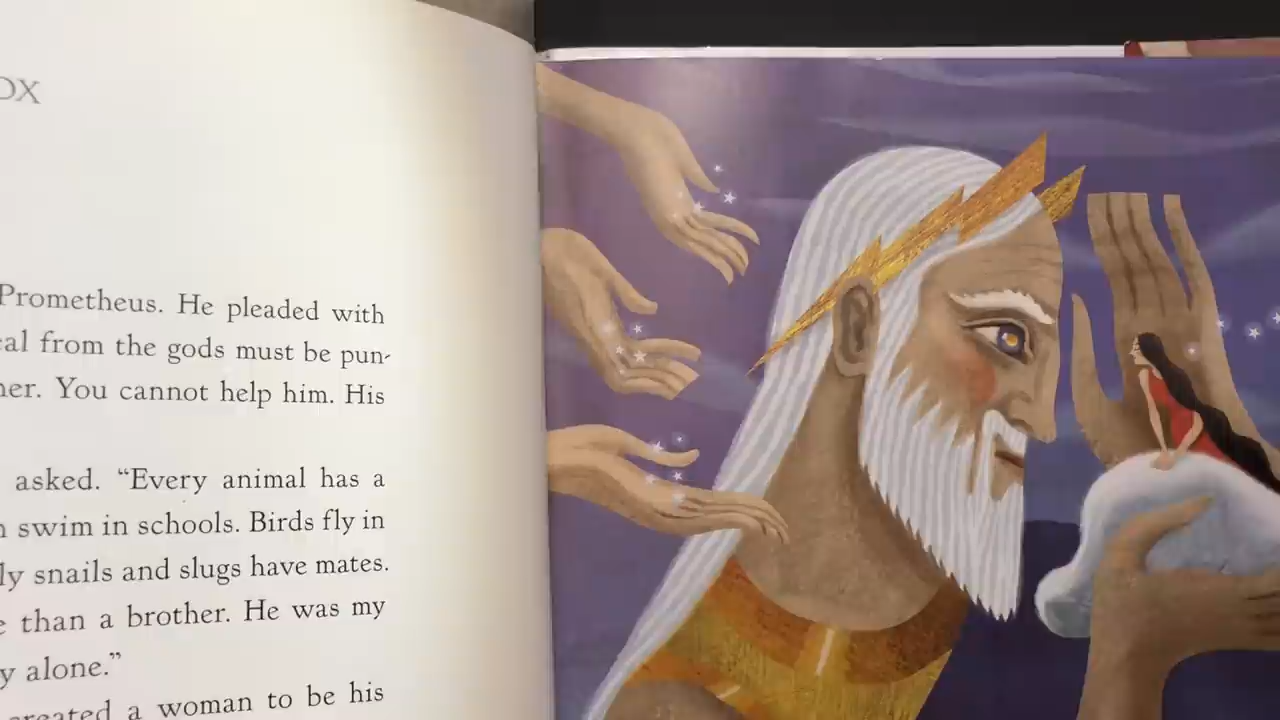 OX
Prometheus. He pleaded with
cal from the gods must be pun-
her. You cannot help him. His
asked. “Every animal has a
swim in schools. Birds fly in
ly snails and slugs have mates.
than a brother. He was my
y alone.”
created a woman to be his